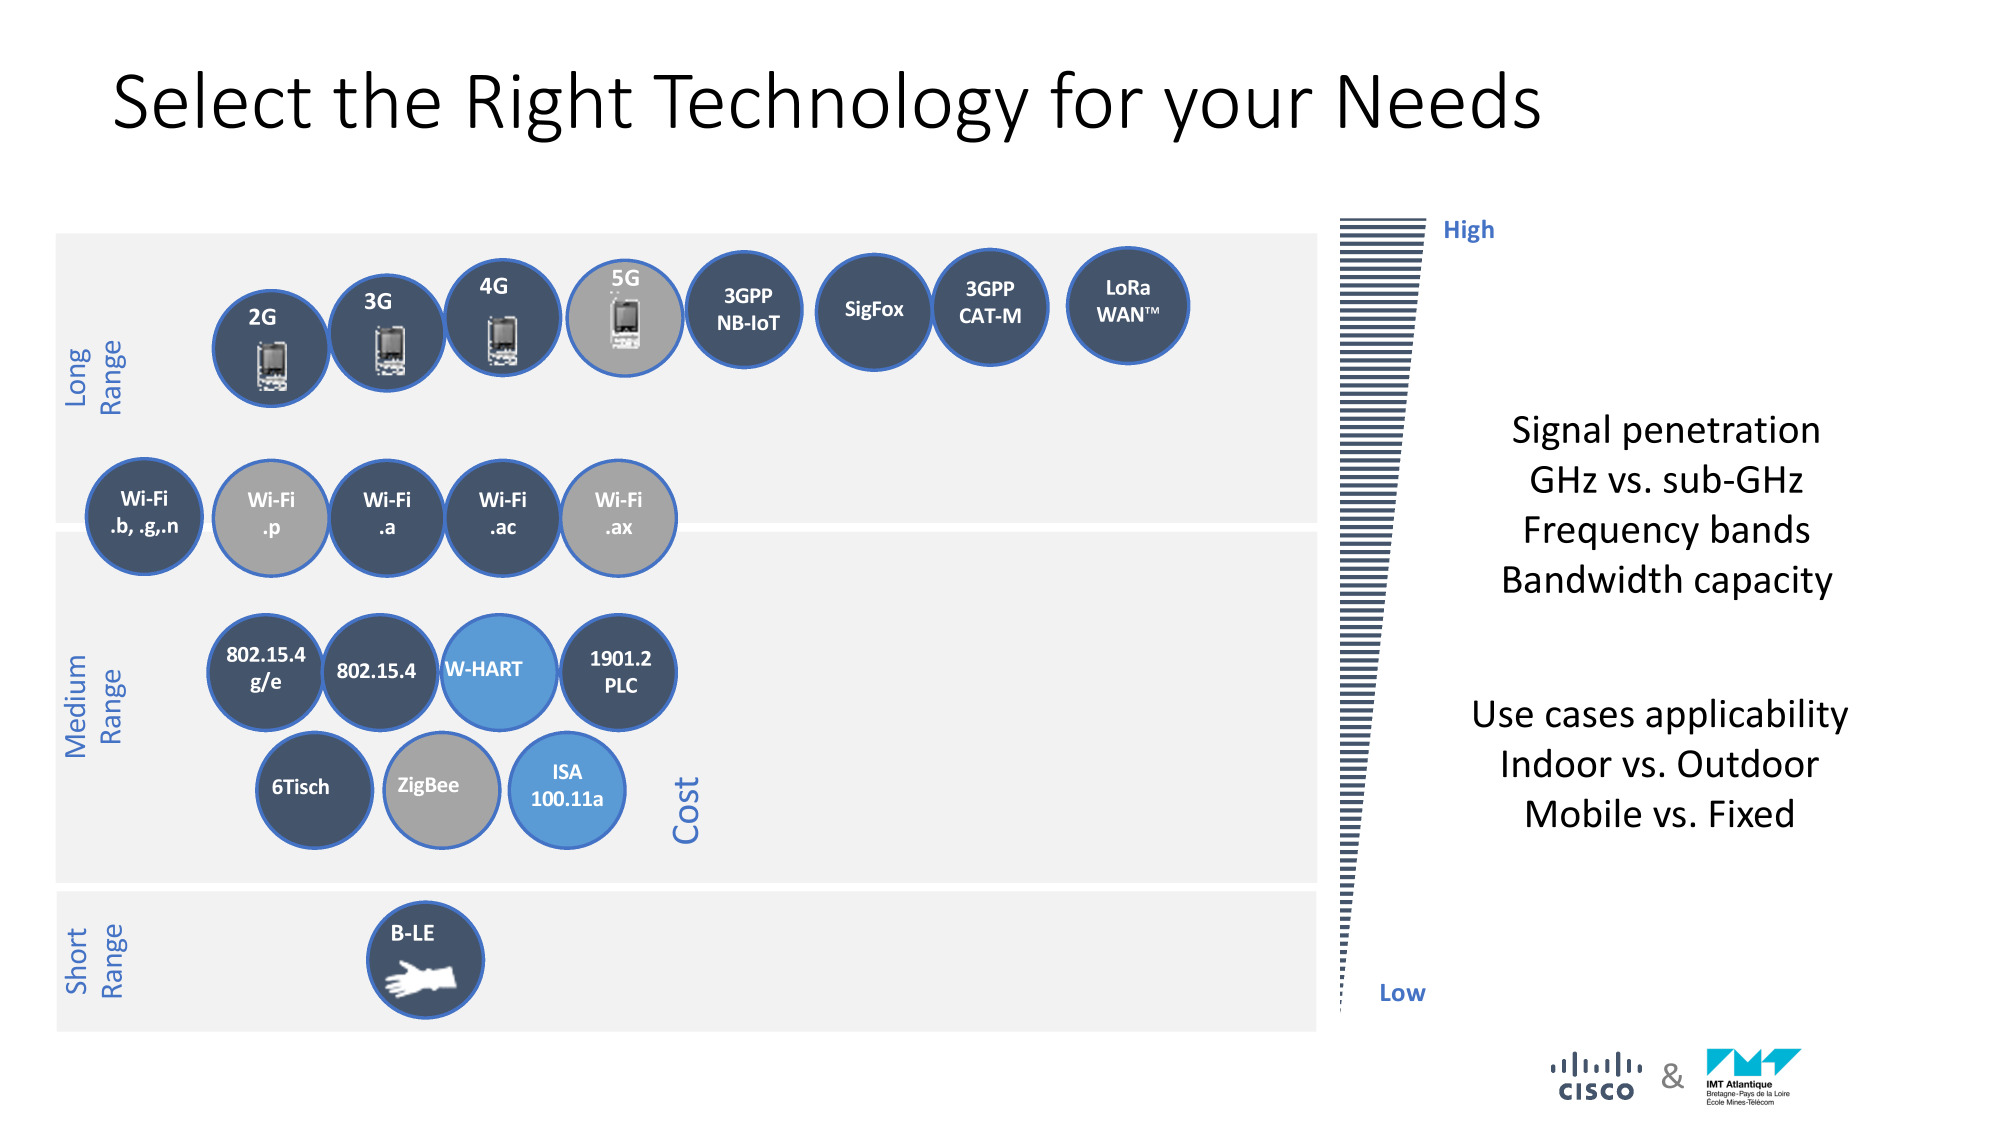 Select the Right Technology for your Needs
High
Long
Range
2G
3G
4G
5G
3GPP
NB-IoT
SigFox
3GPP
CAT-M
LoRa
WAN™
Wi-Fi
.b, .g,.n
Wi-Fi
.p
Wi-Fi
.a
Wi-Fi
.ac
Wi-Fi
.ax
Medium
Range
802.15.4
g/e
802.15.4
W-HART
1901.2
PLC
6Tisch
ZigBee
ISA
100.11a
Cost
Short
Range
B-LE
Signal penetration
GHz vs. sub-GHz
Frequency bands
Bandwidth capacity
Use cases applicability
Indoor vs. Outdoor
Mobile vs. Fixed
Low
CISCO
&
IMT Atlantique
Bretagne-Pays de la Loire
École Mines-Télécom